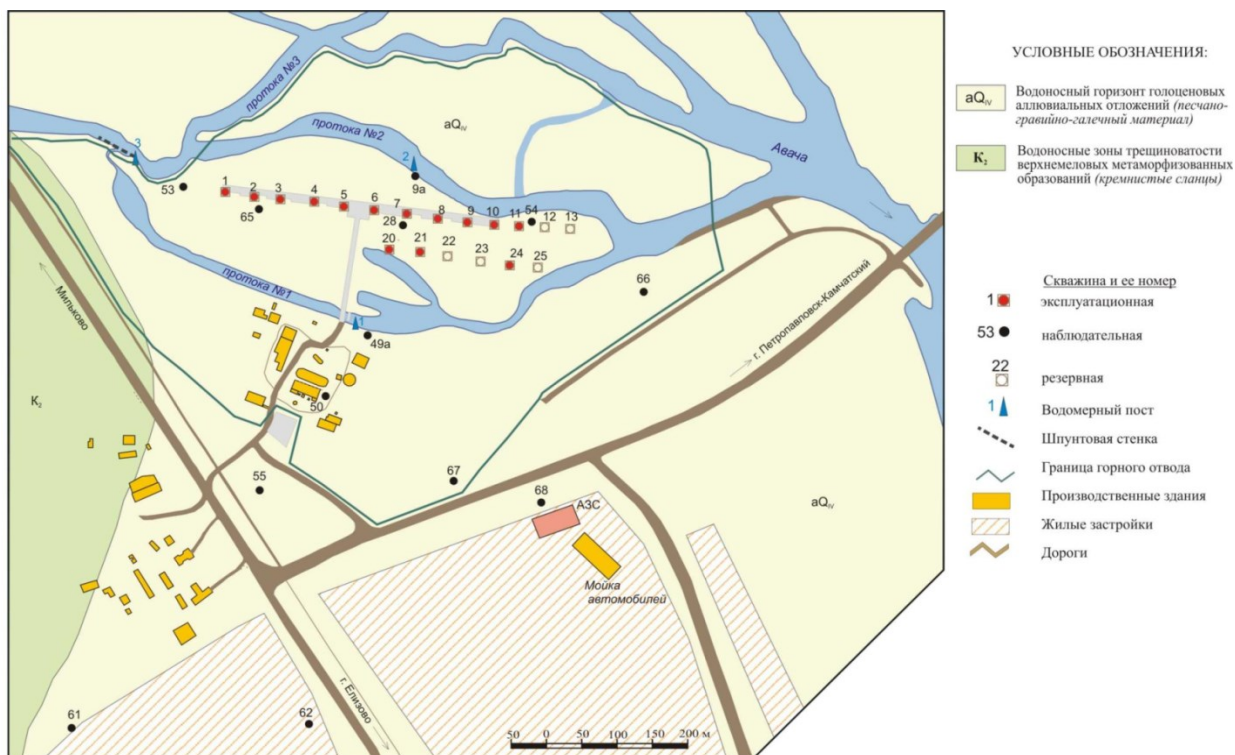 УСЛОВНЫЕ ОБОЗНАЧЕНИЯ:
aQIV Водоносный горизонт голоценовых
аллювиальных отложений (песчано-
гравийно-галечный материал)
K2 Водоносные зоны трещиноватости
верхнемеловых метаморфизованных
образований (кремнистые сланцы)
Скважина и ее номер
1 эксплуатационная
53 наблюдательная
22
резервная
1 Водомерный пост
Шпунтовая стенка
Граница горного отвода
Производственные здания
Жилые застройки
Дороги
протока №3
протока №2
aQIV
Авача
3
2
53
1
2
3
4
5
6
7
8
9
10
11
54
12
13
9а
65
28
20
21
22
23
24
25
протока №1
66
Мильково
1
49а
г. Петропавловск-Камчатский
K2
50
55
67
68
АЗС
aQIV
Мойка
автомобилей
г. Елизово
61
62
50 0 50 100 150 200 м